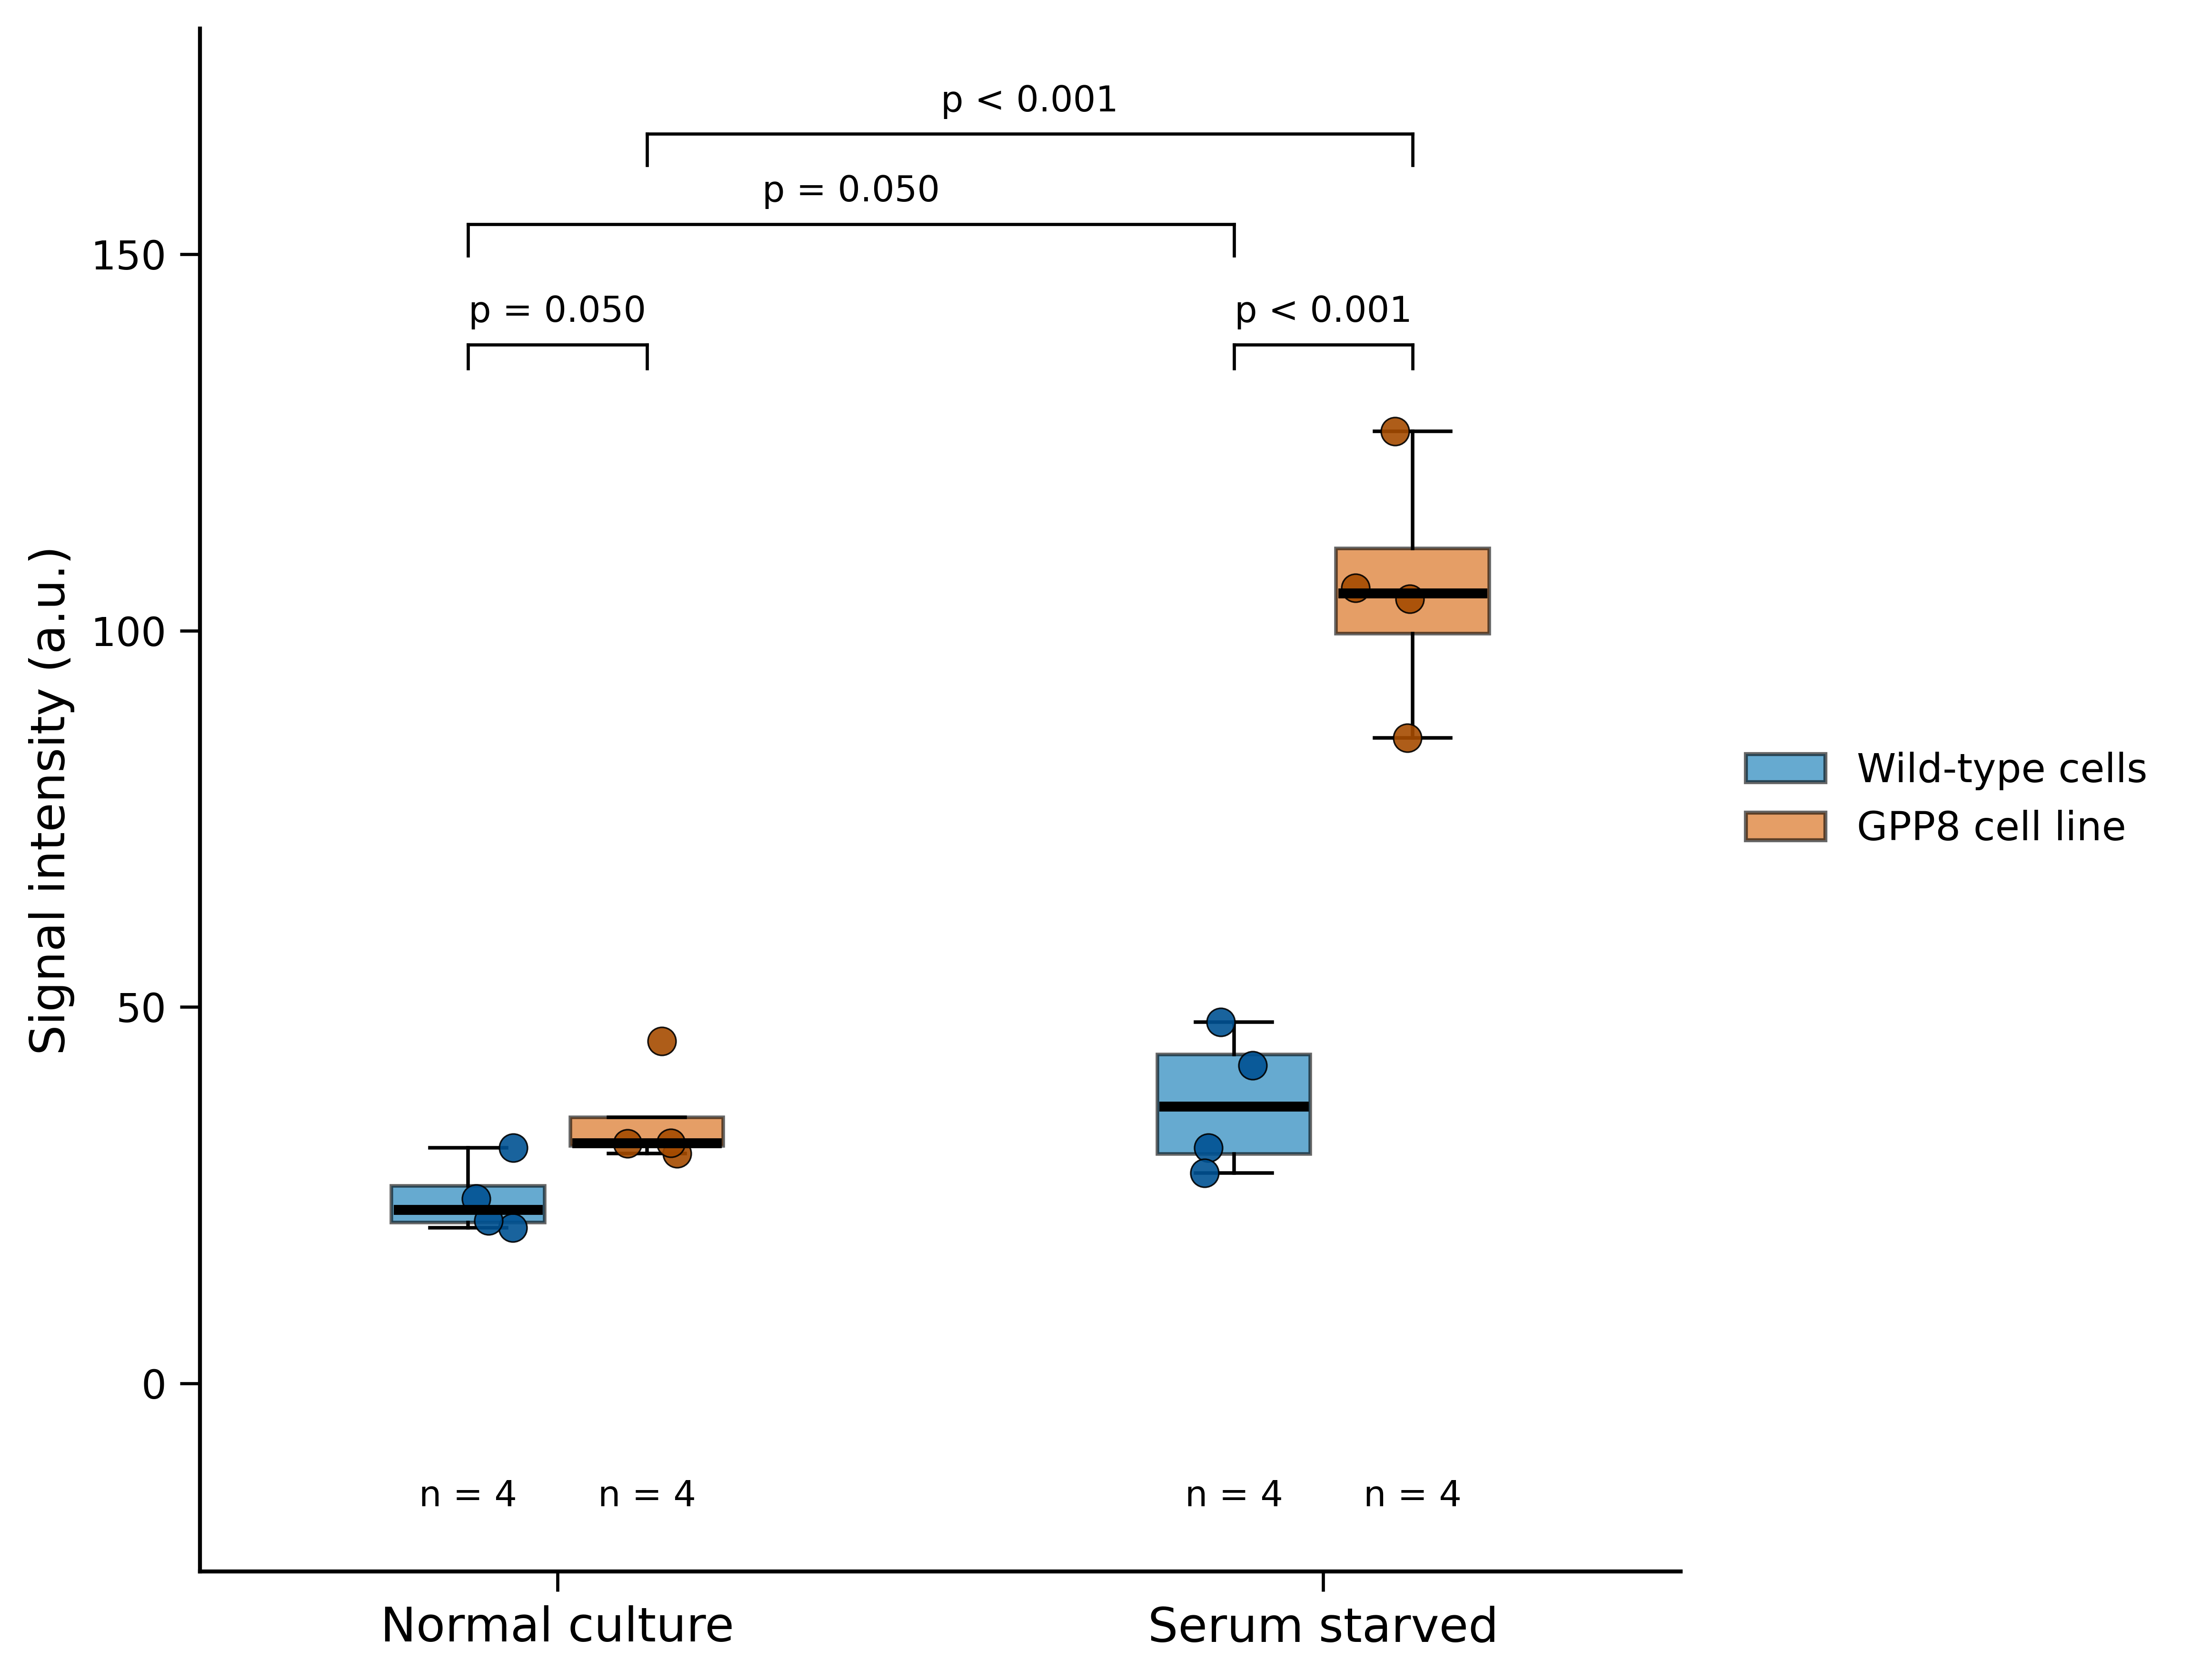 p < 0.001
p = 0.050
p = 0.050
p < 0.001
Signal intensity (a.u.)
150
100
50
0
Wild-type cells
GPP8 cell line
n = 4
n = 4
n = 4
n = 4
Normal culture
Serum starved